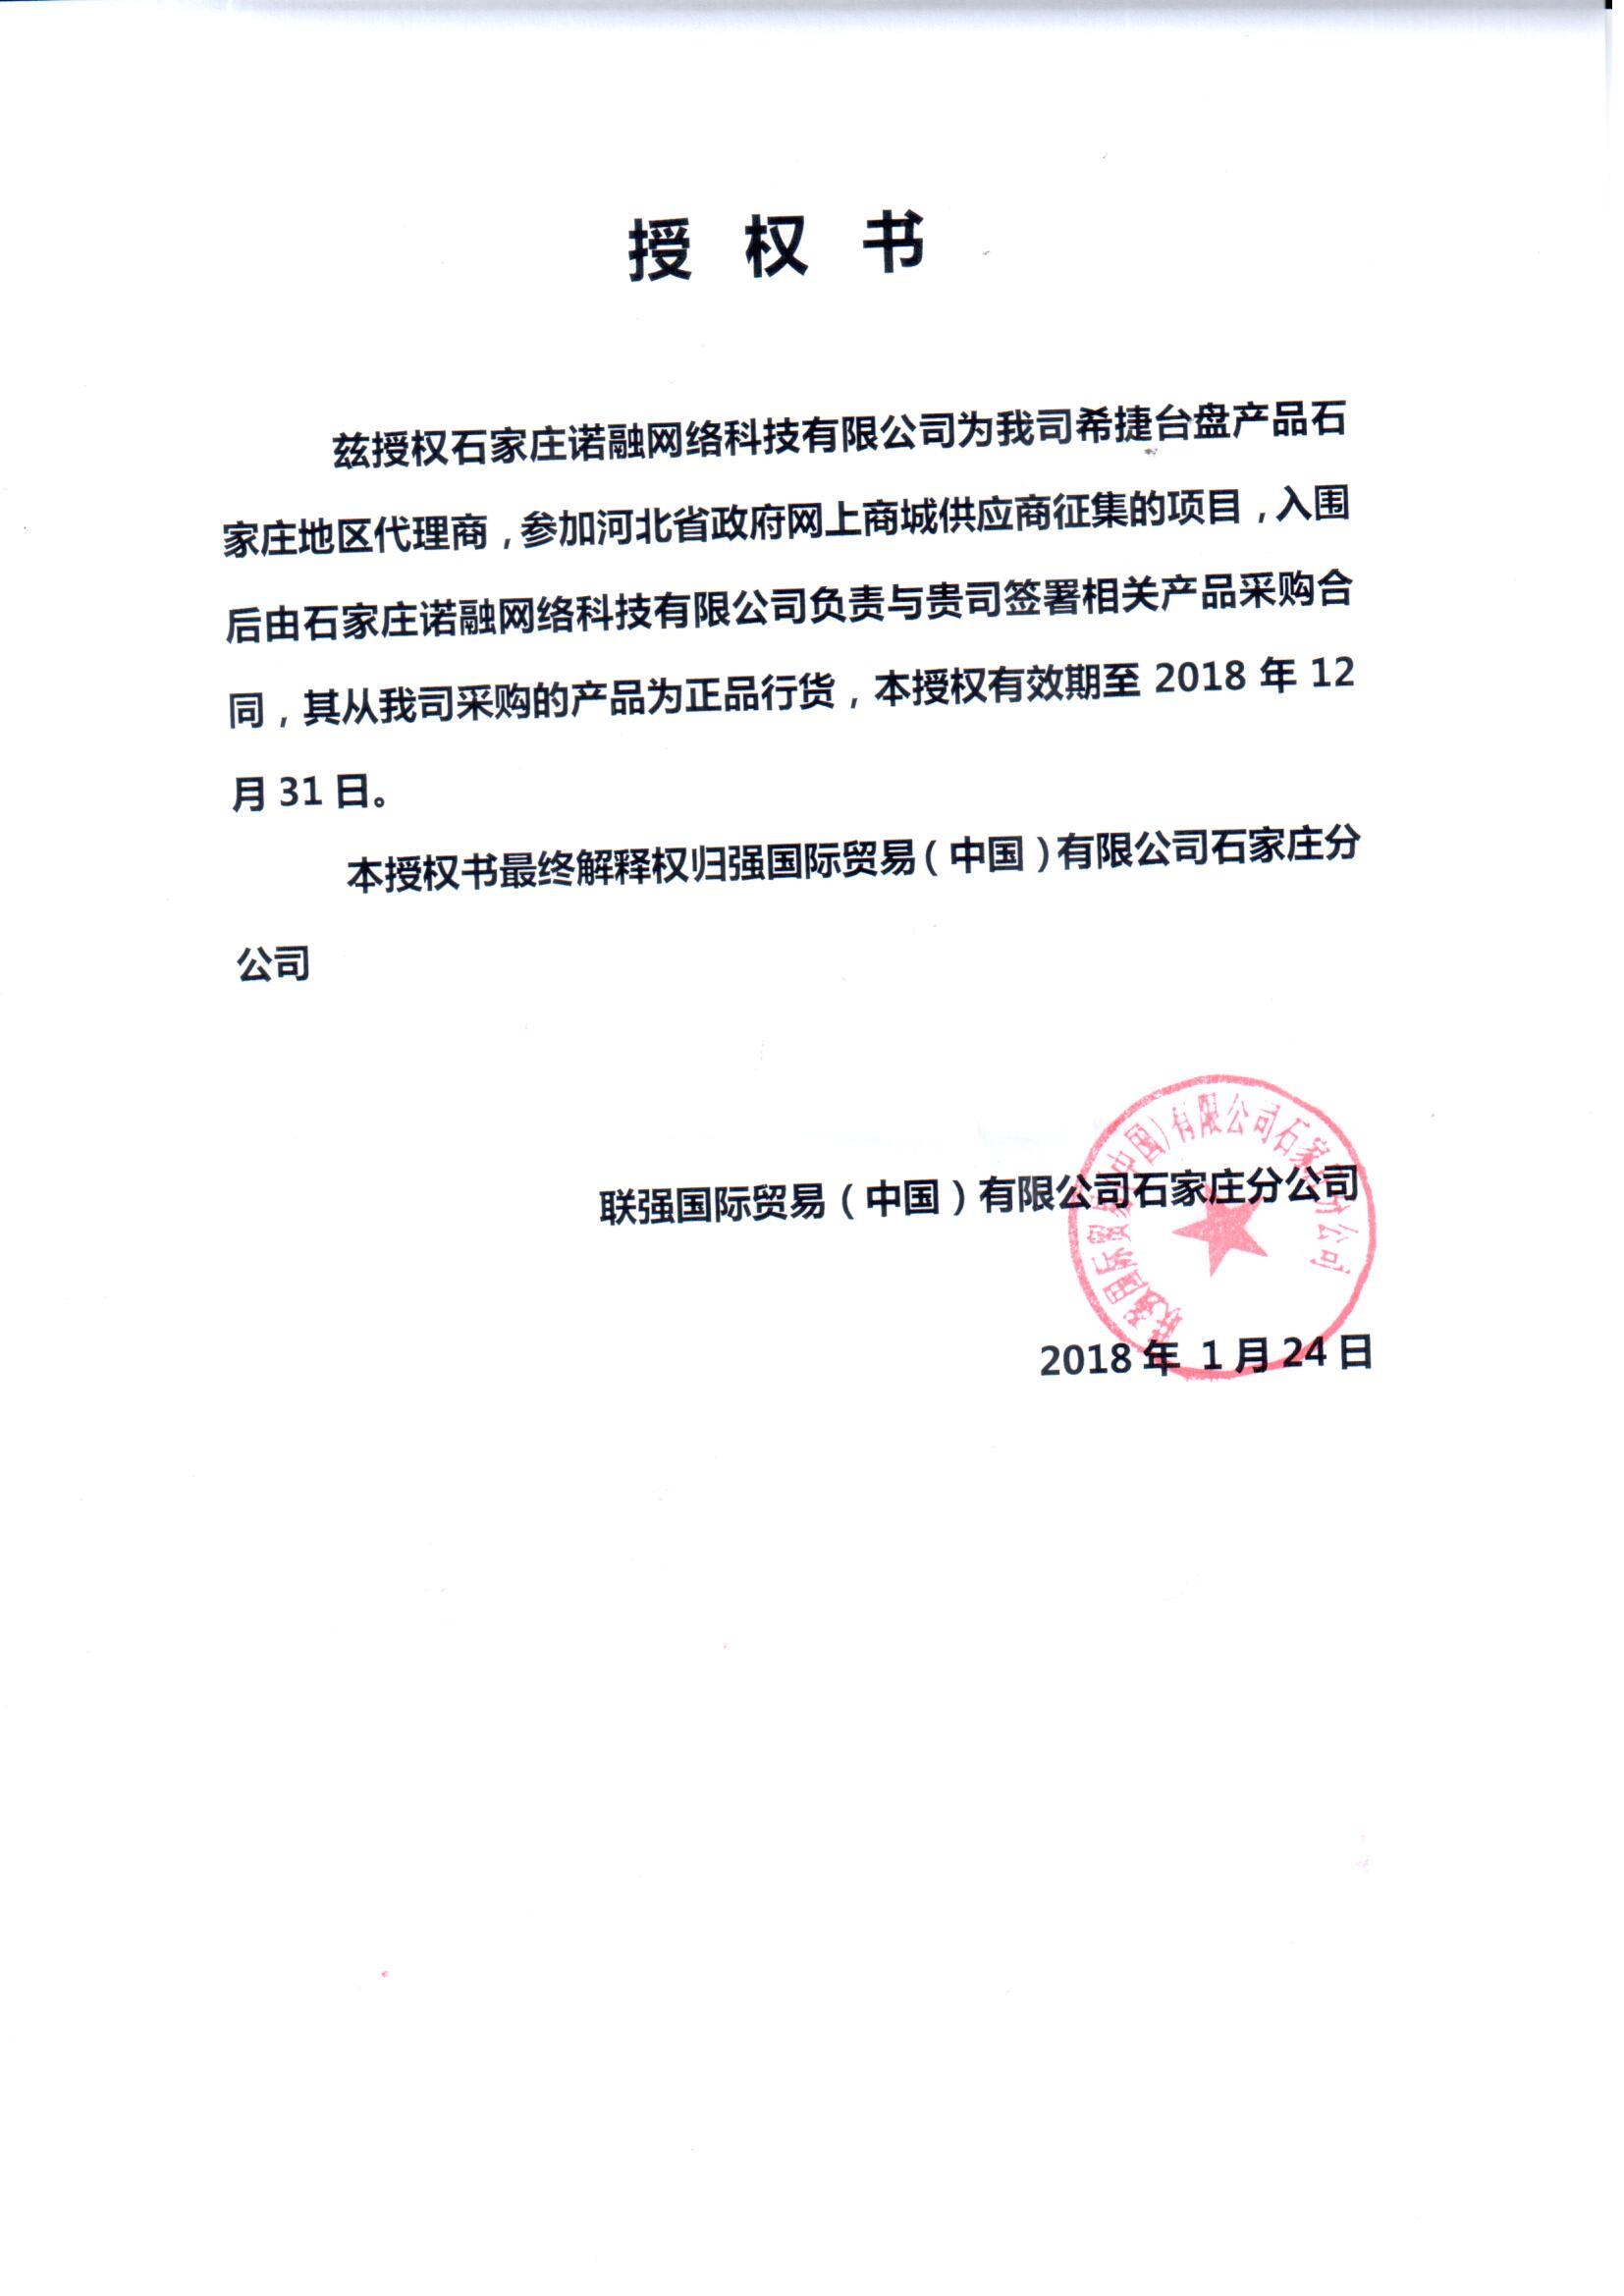 授 权 书
兹授权石家庄诺融网络科技有限公司为我司希捷台盘产品石
家庄地区代理商，参加河北省政府网上商城供应商征集的项目，入围
后由石家庄诺融网络科技有限公司负责与贵司签署相关产品采购合
同，其从我司采购的产品为正品行货，本授权有效期至 2018 年 12
月 31 日。
本授权书最终解释权归强国际贸易（中国）有限公司石家庄分
公司
联强国际贸易（中国）有限公司石家庄分公司
联强国际贸易（中国）有限公司石家庄分公司
2018 年 1 月 24 日